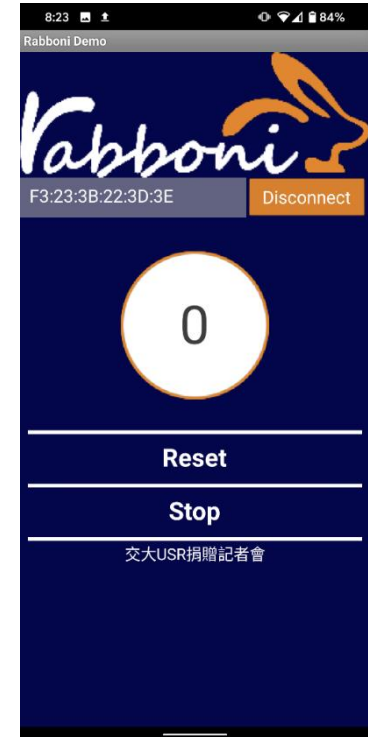 8:23 84%
Rabboni Demo
rabboni
F3:23:3B:22:3D:3E Disconnect
0
Reset
Stop
交大USR捐贈記者會